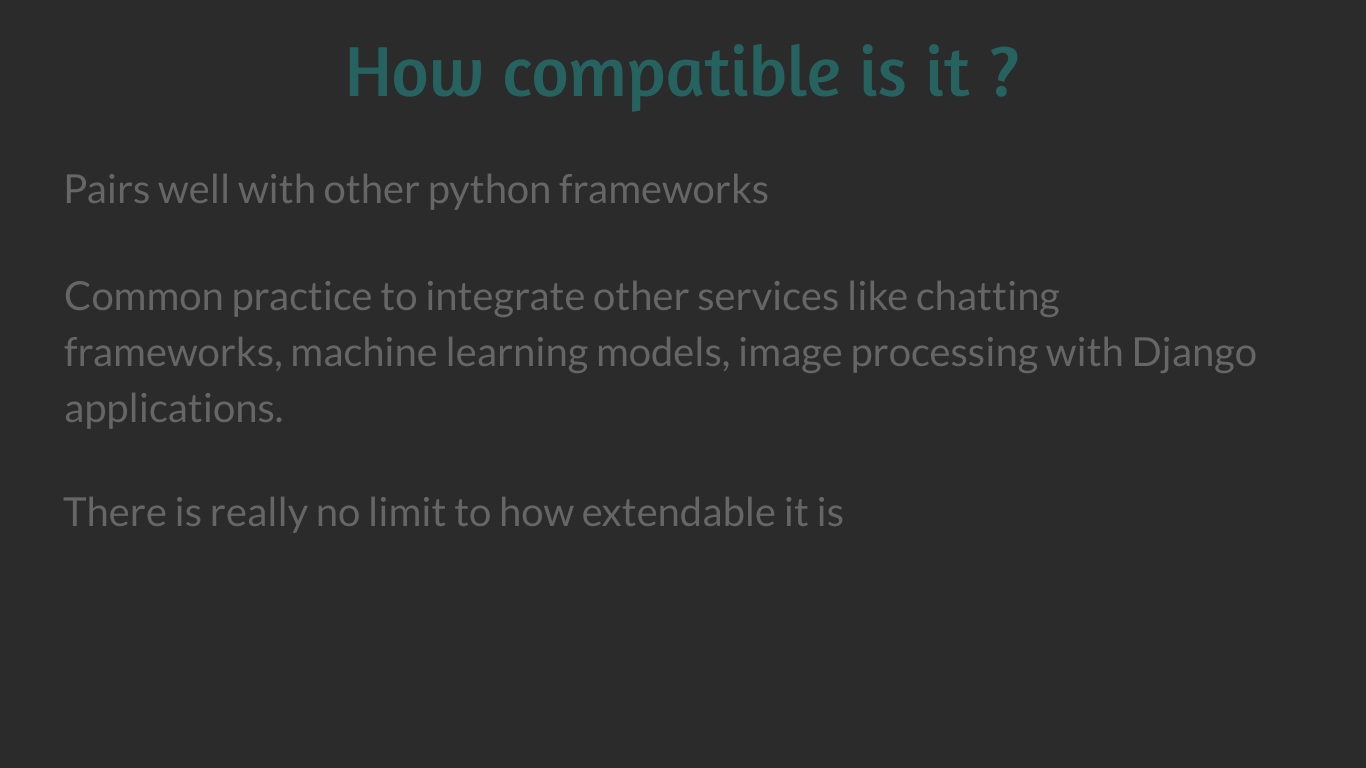 How compatible is it ?
Pairs well with other python frameworks
Common practice to integrate other services like chatting
frameworks, machine learning models, image processing with Django
applications.
There is really no limit to how extendable it is